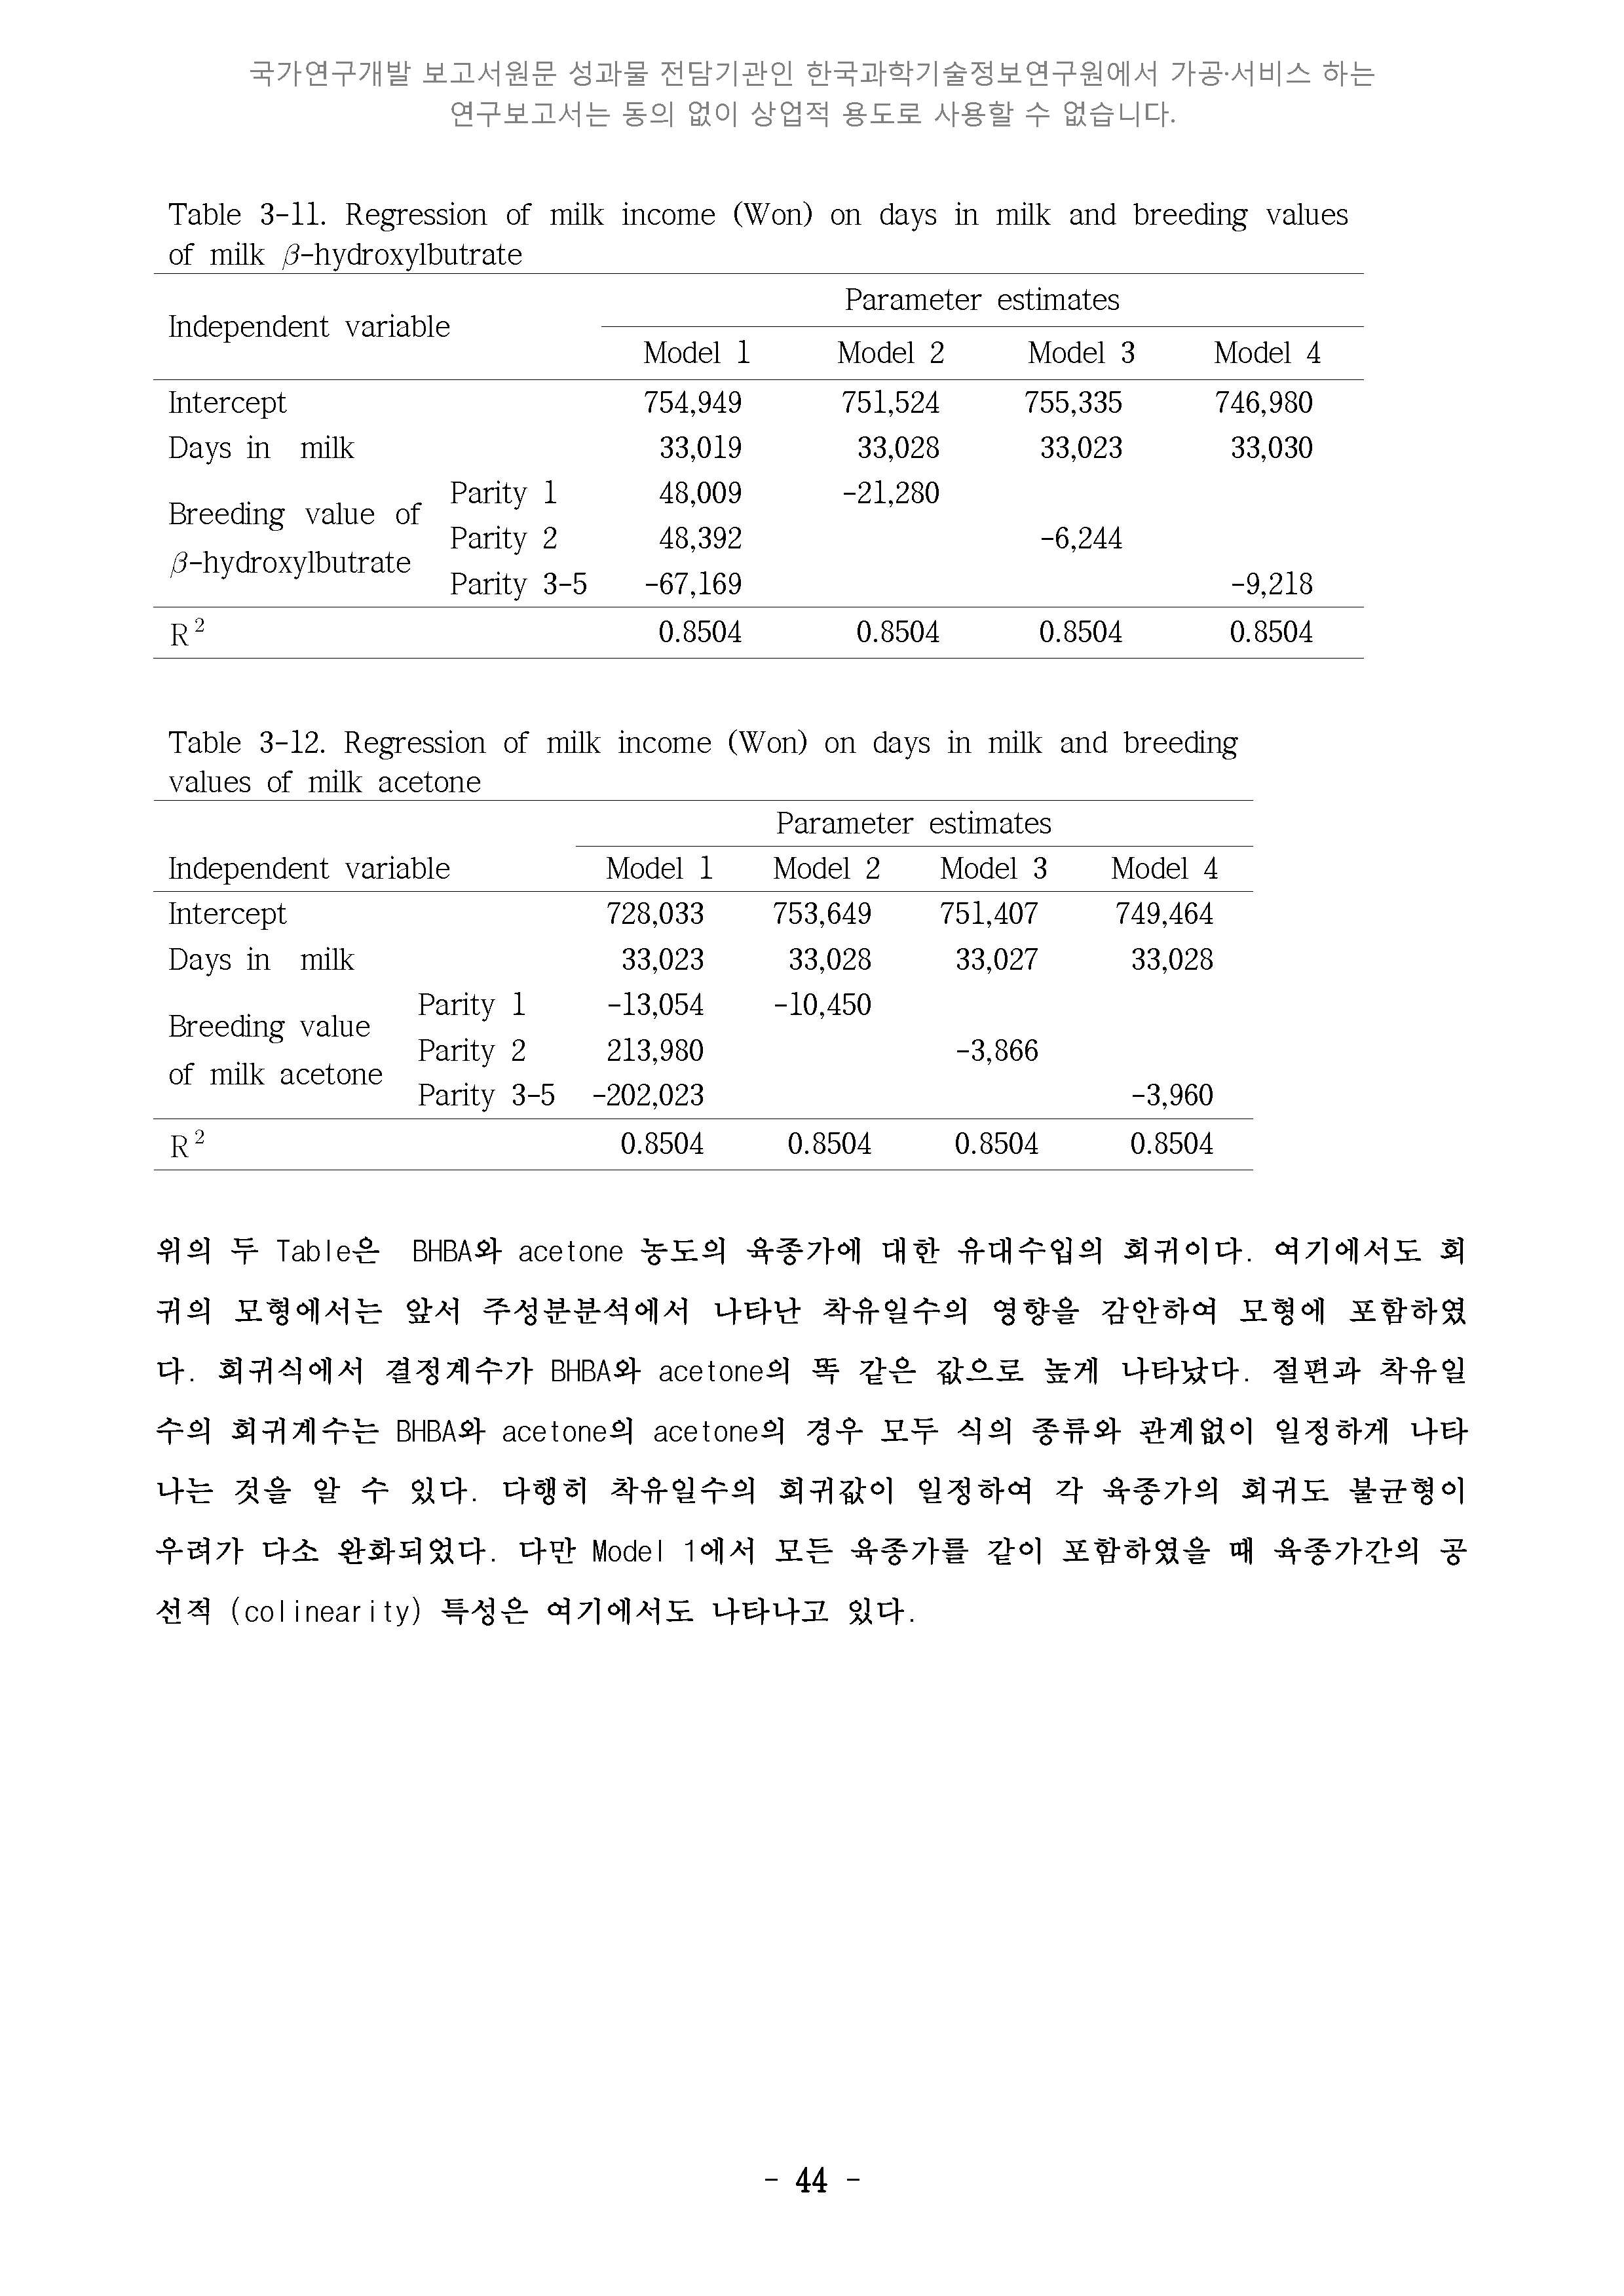 국가연구개발 보고서원문 성과물 전담기관인 한국과학기술정보연구원에서 가공·서비스 하는
연구보고서는 동의 없이 상업적 용도로 사용할 수 없습니다.
Table 3-11. Regression of milk income (Won) on days in milk and breeding values
of milk β-hydroxylbutrate
Independent variable Parameter estimates
Model 1 Model 2 Model 3 Model 4
Intercept 754,949 751,524 755,335 746,980
Days in milk 33,019 33,028 33,023 33,030
Breeding value of β-hydroxylbutrate Parity 1 48,009 -21,280
Parity 2 48,392 -6,244
Parity 3-5 -67,169 -9,218
R² 0.8504 0.8504 0.8504 0.8504
Table 3-12. Regression of milk income (Won) on days in milk and breeding
values of milk acetone
Parameter estimates
Independent variable Model 1 Model 2 Model 3 Model 4
Intercept 728,033 753,649 751,407 749,464
Days in milk 33,023 33,028 33,027 33,028
Breeding value of milk acetone Parity 1 -13,054 -10,450
Parity 2 213,980 -3,866
Parity 3-5 -202,023 -3,960
R² 0.8504 0.8504 0.8504 0.8504
위의 두 Table은 BHBA와 acetone 농도의 육종가에 대한 유대수입의 회귀이다. 여기에서도 회
귀의 모형에서는 앞서 주성분분석에서 나타난 착유일수의 영향을 감안하여 모형에 포함하였
다. 회귀식에서 결정계수가 BHBA와 acetone의 똑 같은 값으로 높게 나타났다. 절편과 착유일
수의 회귀계수는 BHBA와 acetone의 acetone의 경우 모두 식의 종류와 관계없이 일정하게 나타
나는 것을 알 수 있다. 다행히 착유일수의 회귀값이 일정하여 각 육종가의 회귀도 불균형이
우려가 다소 완화되었다. 다만 Model 1에서 모든 육종가를 같이 포함하였을 때 육종가간의 공
선적 (colinearity) 특성은 여기에서도 나타나고 있다.
- 44 -